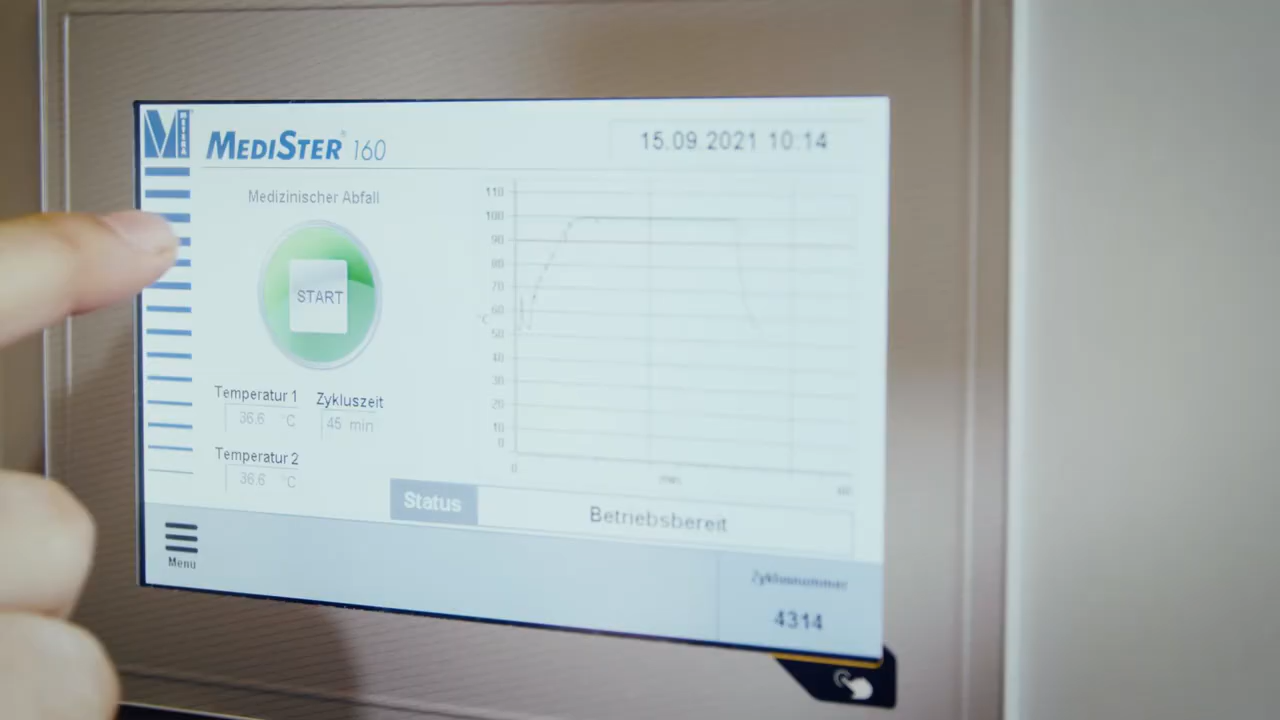 METEKA
MEDISTER® 160
15.09.2021 10:14
Medizinischer Abfall
START
Temperatur 1
36.6 °C
Zykluszeit
45 min
Temperatur 2
36.6 °C
110
100
90
80
70
60
°C
50
40
30
20
10
0
0
60
Status
Betriebsbereit
Menu
Zyklusnummer
4314